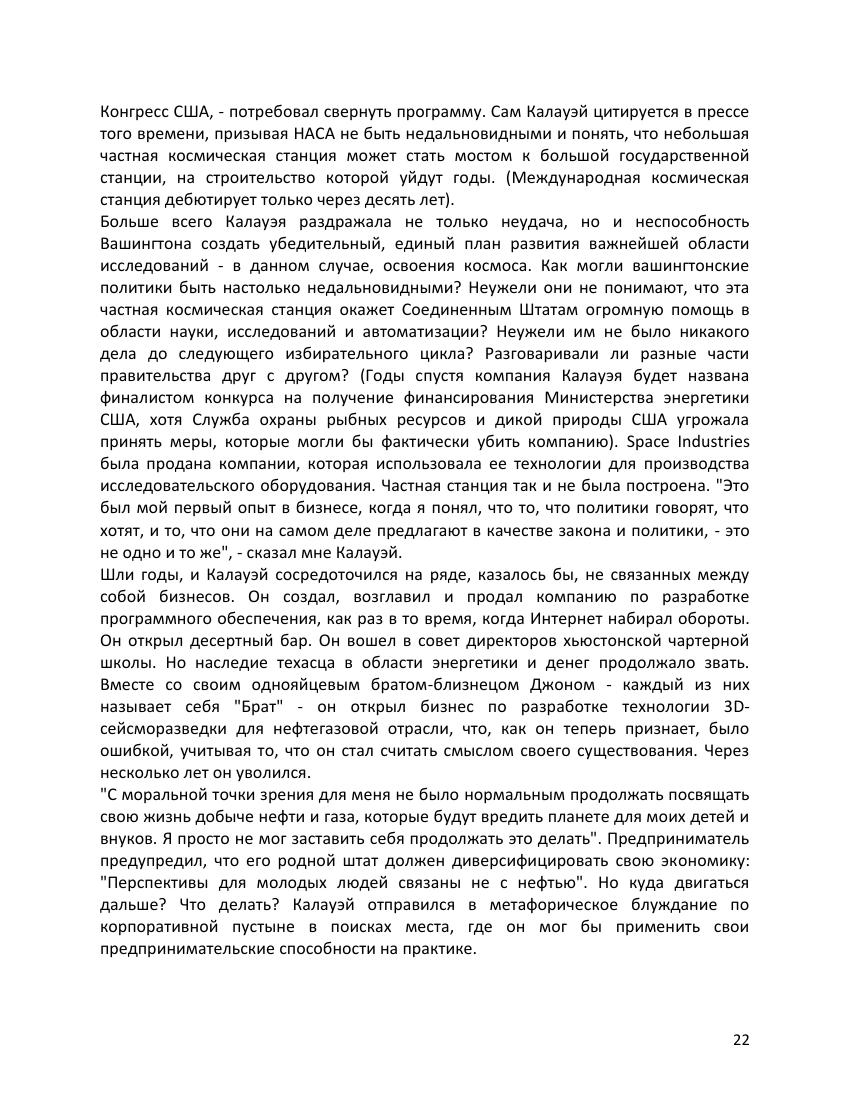 Конгресс США, - потребовал свернуть программу. Сам Калауэй цитируется в прессе
того времени, призывая НАСА не быть недальновидными и понять, что небольшая
частная космическая станция может стать мостом к большой государственной
станции, на строительство которой уйдут годы. (Международная космическая
станция дебютирует только через десять лет).
Больше всего Калауэя раздражала не только неудача, но и неспособность
Вашингтона создать убедительный, единый план развития важнейшей области
исследований - в данном случае, освоения космоса. Как могли вашингтонские
политики быть настолько недальновидными? Неужели они не понимают, что эта
частная космическая станция окажет Соединенным Штатам огромную помощь в
области науки, исследований и автоматизации? Неужели им не было никакого
дела до следующего избирательного цикла? Разговаривали ли разные части
правительства друг с другом? (Годы спустя компания Калауэя будет названа
финалистом конкурса на получение финансирования Министерства энергетики
США, хотя Служба охраны рыбных ресурсов и дикой природы США угрожала
принять меры, которые могли бы фактически убить компанию). Space Industries
была продана компании, которая использовала ее технологии для производства
исследовательского оборудования. Частная станция так и не была построена. "Это
был мой первый опыт в бизнесе, когда я понял, что то, что политики говорят, что
хотят, и то, что они на самом деле предлагают в качестве закона и политики, - это
не одно и то же", - сказал мне Калауэй.
Шли годы, и Калауэй сосредоточился на ряде, казалось бы, не связанных между
собой бизнесов. Он создал, возглавил и продал компанию по разработке
программного обеспечения, как раз в то время, когда Интернет набирал обороты.
Он открыл десертный бар. Он вошел в совет директоров хьюстонской чартерной
школы. Но наследие техасца в области энергетики и денег продолжало звать.
Вместе со своим однояйцевым братом-близнецом Джоном - каждый из них
называет себя "Брат" - он открыл бизнес по разработке технологии 3D-
сейсморазведки для нефтегазовой отрасли, что, как он теперь признает, было
ошибкой, учитывая то, что он стал считать смыслом своего существования. Через
несколько лет он уволился.
"С моральной точки зрения для меня не было нормальным продолжать посвящать
свою жизнь добыче нефти и газа, которые будут вредить планете для моих детей и
внуков. Я просто не мог заставить себя продолжать это делать". Предприниматель
предупредил, что его родной штат должен диверсифицировать свою экономику:
"Перспективы для молодых людей связаны не с нефтью". Но куда двигаться
дальше? Что делать? Калауэй отправился в метафорическое блуждание по
корпоративной пустыне в поисках места, где он мог бы применить свои
предпринимательские способности на практике.
22